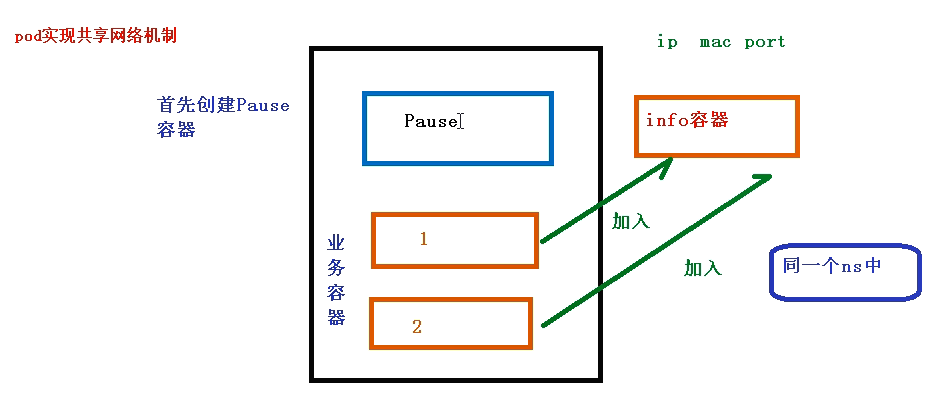 pod实现共享网络机制
ip mac port
首先创建Pause
容器
Pause
info容器
业
务
容
器
1
加入
2
加入
同一个ns中